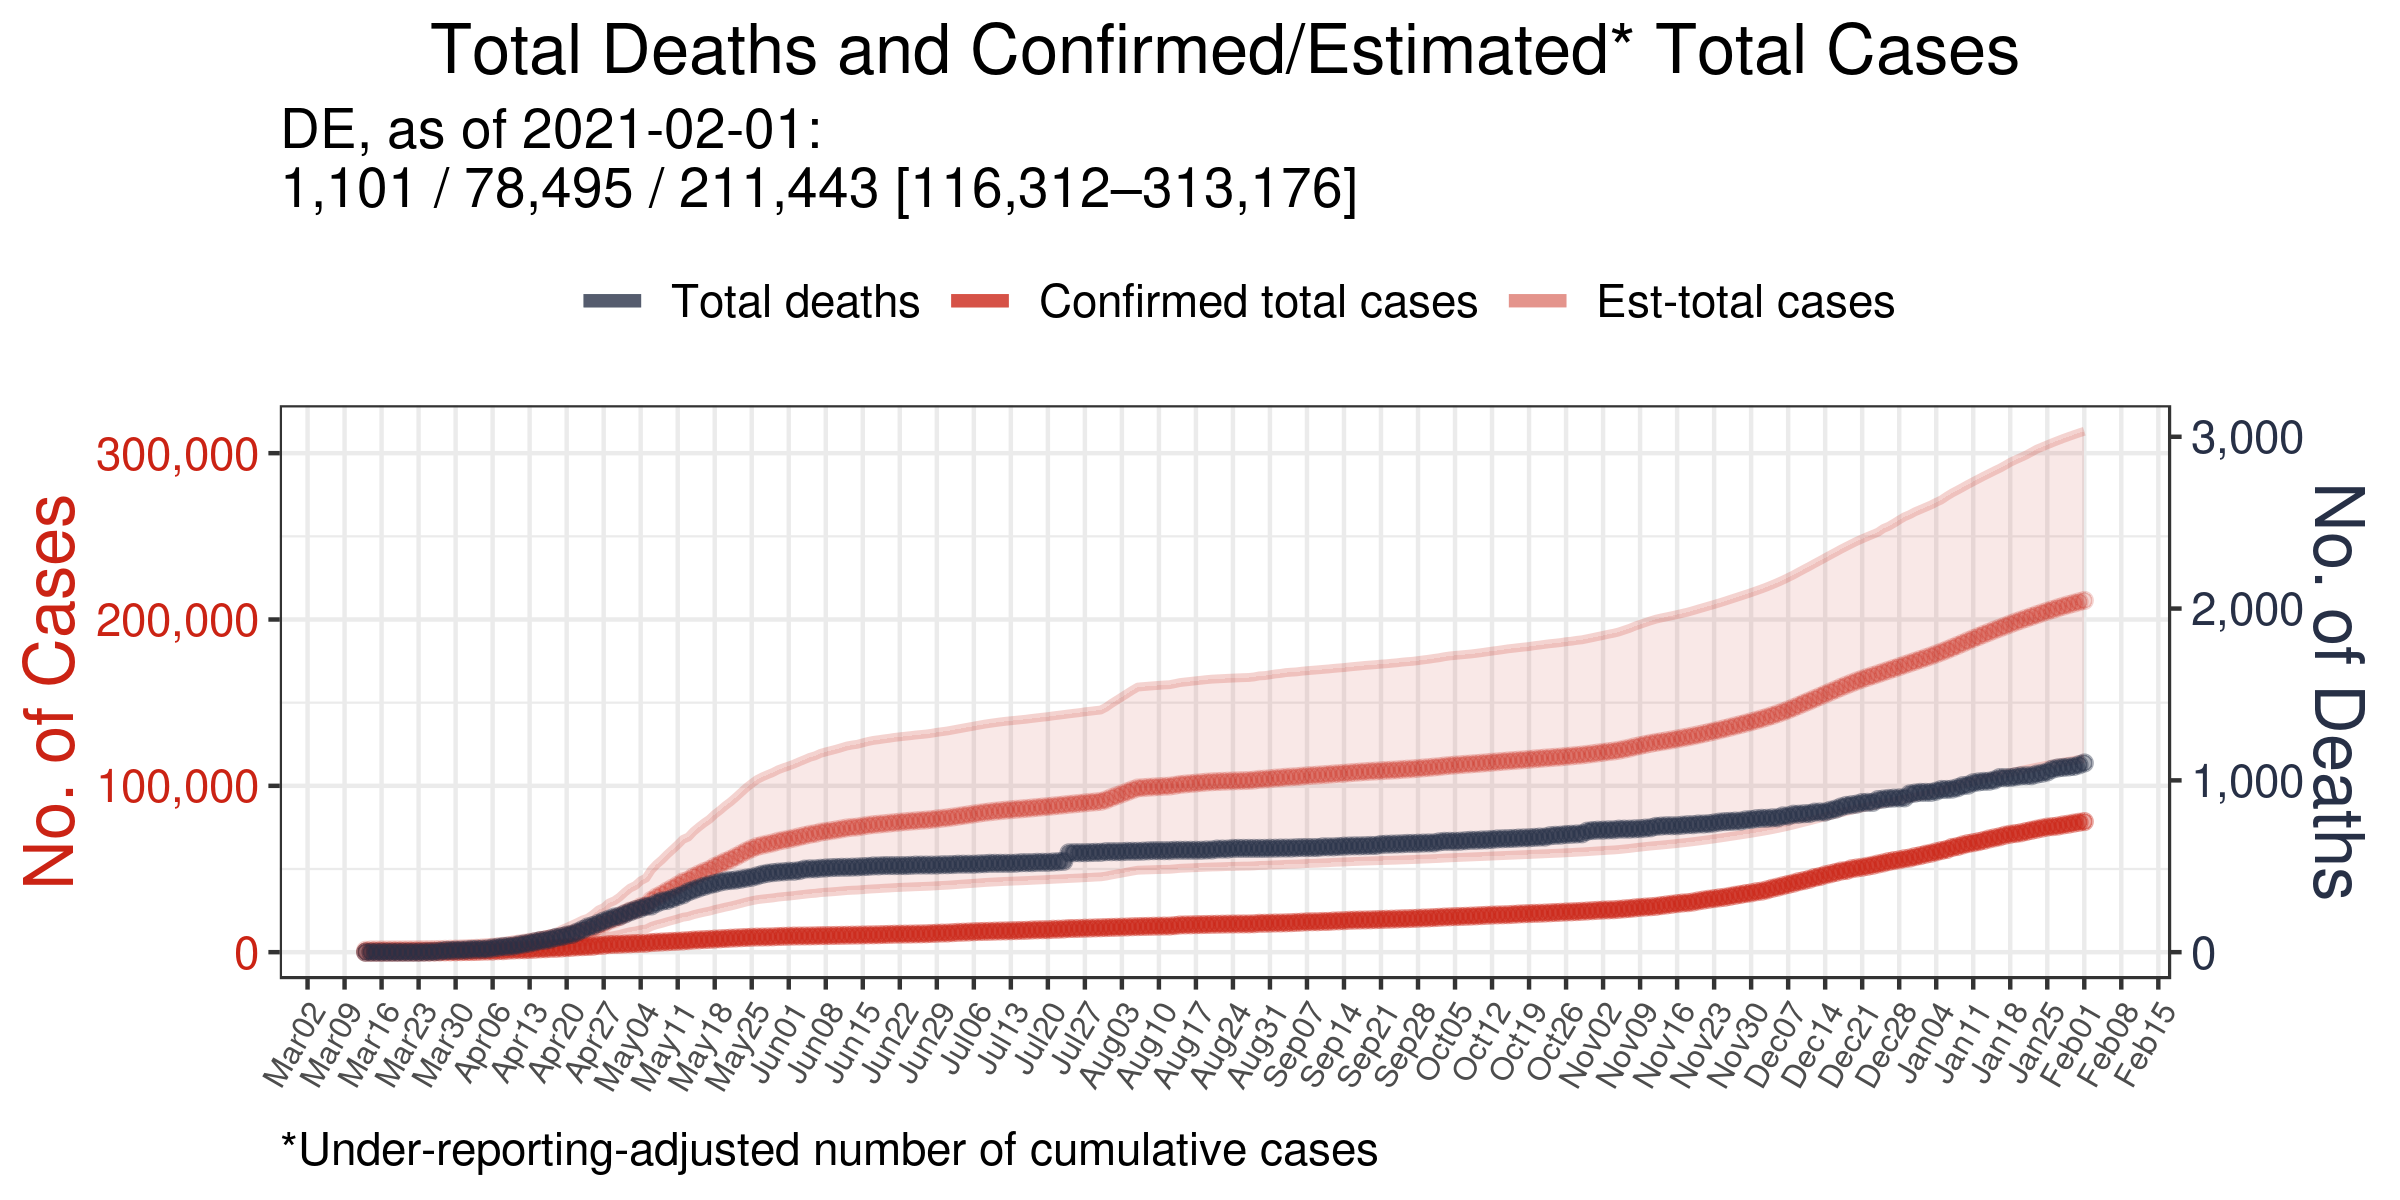 Total Deaths and Confirmed/Estimated* Total Cases
DE, as of 2021-02-01:
1,101 / 78,495 / 211,443 [116,312–313,176]
Total deaths
Confirmed total cases
Est-total cases
No. of Cases
300,000
200,000
100,000
0
3,000
2,000
1,000
0
No. of Deaths
Mar02
Mar09
Mar16
Mar23
Mar30
Apr06
Apr13
Apr20
Apr27
May04
May11
May18
May25
Jun01
Jun08
Jun15
Jun22
Jun29
Jul06
Jul13
Jul20
Jul27
Aug03
Aug10
Aug17
Aug24
Aug31
Sep07
Sep14
Sep21
Sep28
Oct05
Oct12
Oct19
Oct26
Nov02
Nov09
Nov16
Nov23
Nov30
Dec07
Dec14
Dec21
Dec28
Jan04
Jan11
Jan18
Jan25
Feb01
Feb08
Feb15
*Under-reporting-adjusted number of cumulative cases